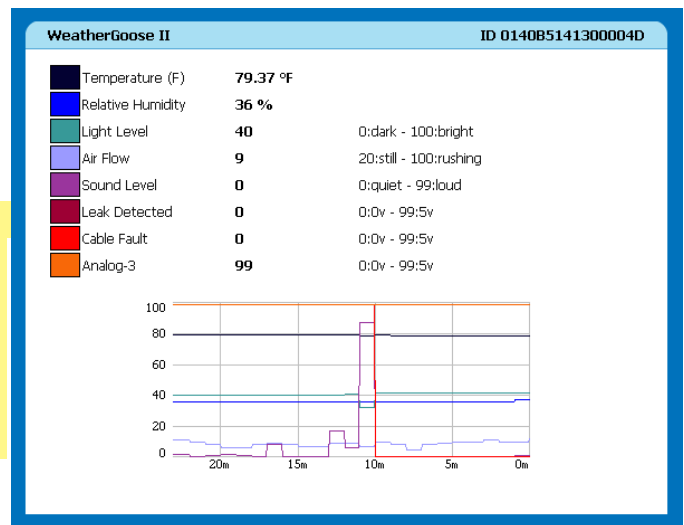 WeatherGoose II ID 0140B5141300004D
Temperature (F) 79.37 ºF
Relative Humidity 36 %
Light Level 40 0:dark - 100:bright
Air Flow 9 20:still - 100:rushing
Sound Level 0 0:quiet - 99:loud
Leak Detected 0 0:0v - 99:5v
Cable Fault 0 0:0v - 99:5v
Analog-3 99 0:0v - 99:5v
100
80
60
40
20
0
20m 15m 10m 5m 0m